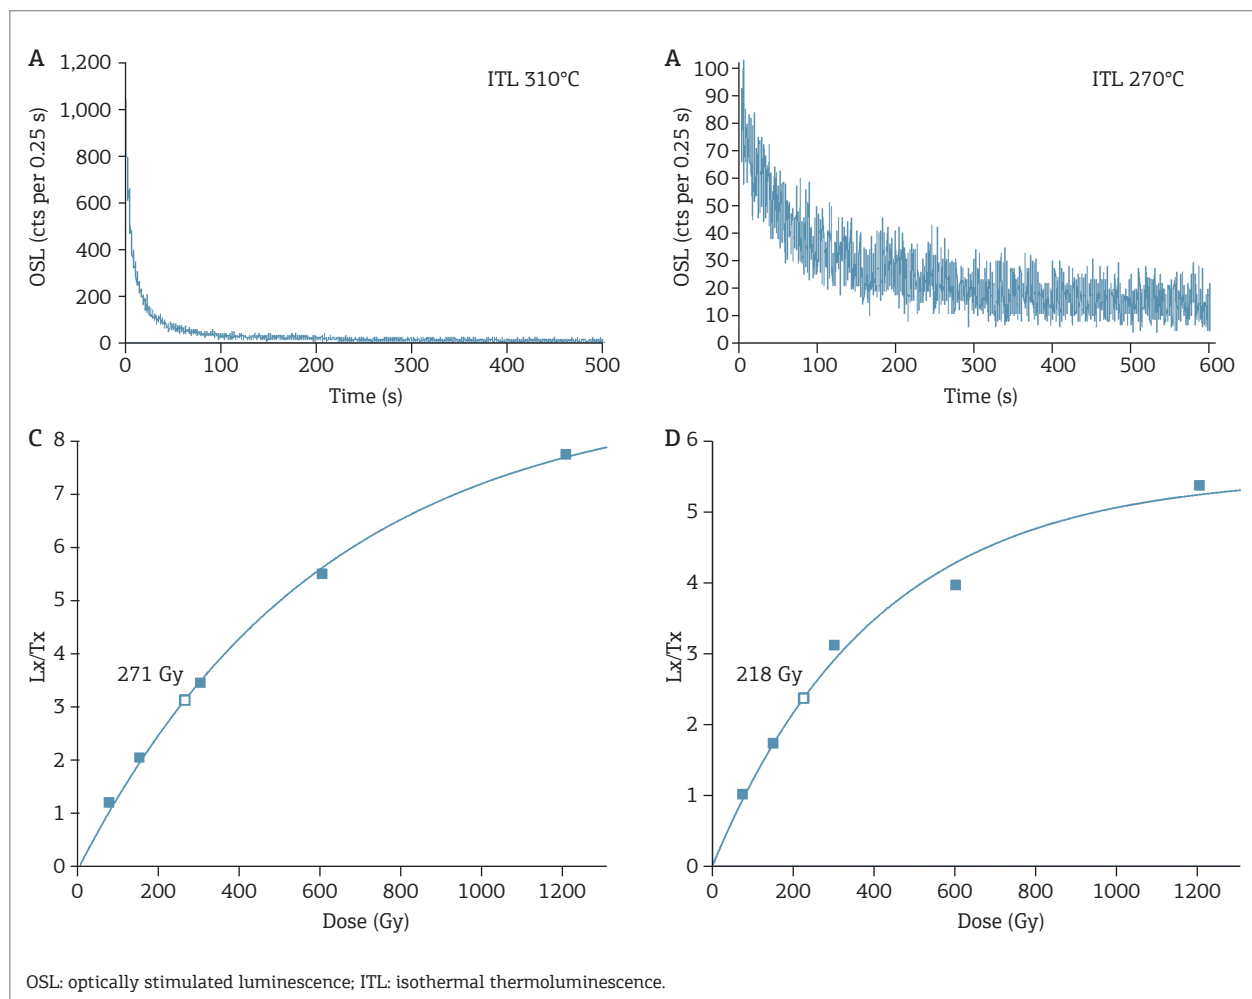 A
ITL 310°C
1,200
1,000
800
600
400
200
0
OSL (cts per 0.25 s)
0 100 200 300 400 500
Time (s)
A
ITL 270°C
100
90
80
70
60
50
40
30
20
10
0
OSL (cts per 0.25 s)
0 100 200 300 400 500 600
Time (s)
C
8
7
6
5
4
3
2
1
0
Lx/Tx
271 Gy
0 200 400 600 800 1000 1200
Dose (Gy)
D
6
5
4
3
2
1
0
Lx/Tx
218 Gy
0 200 400 600 800 1000 1200
Dose (Gy)
OSL: optically stimulated luminescence; ITL: isothermal thermoluminescence.